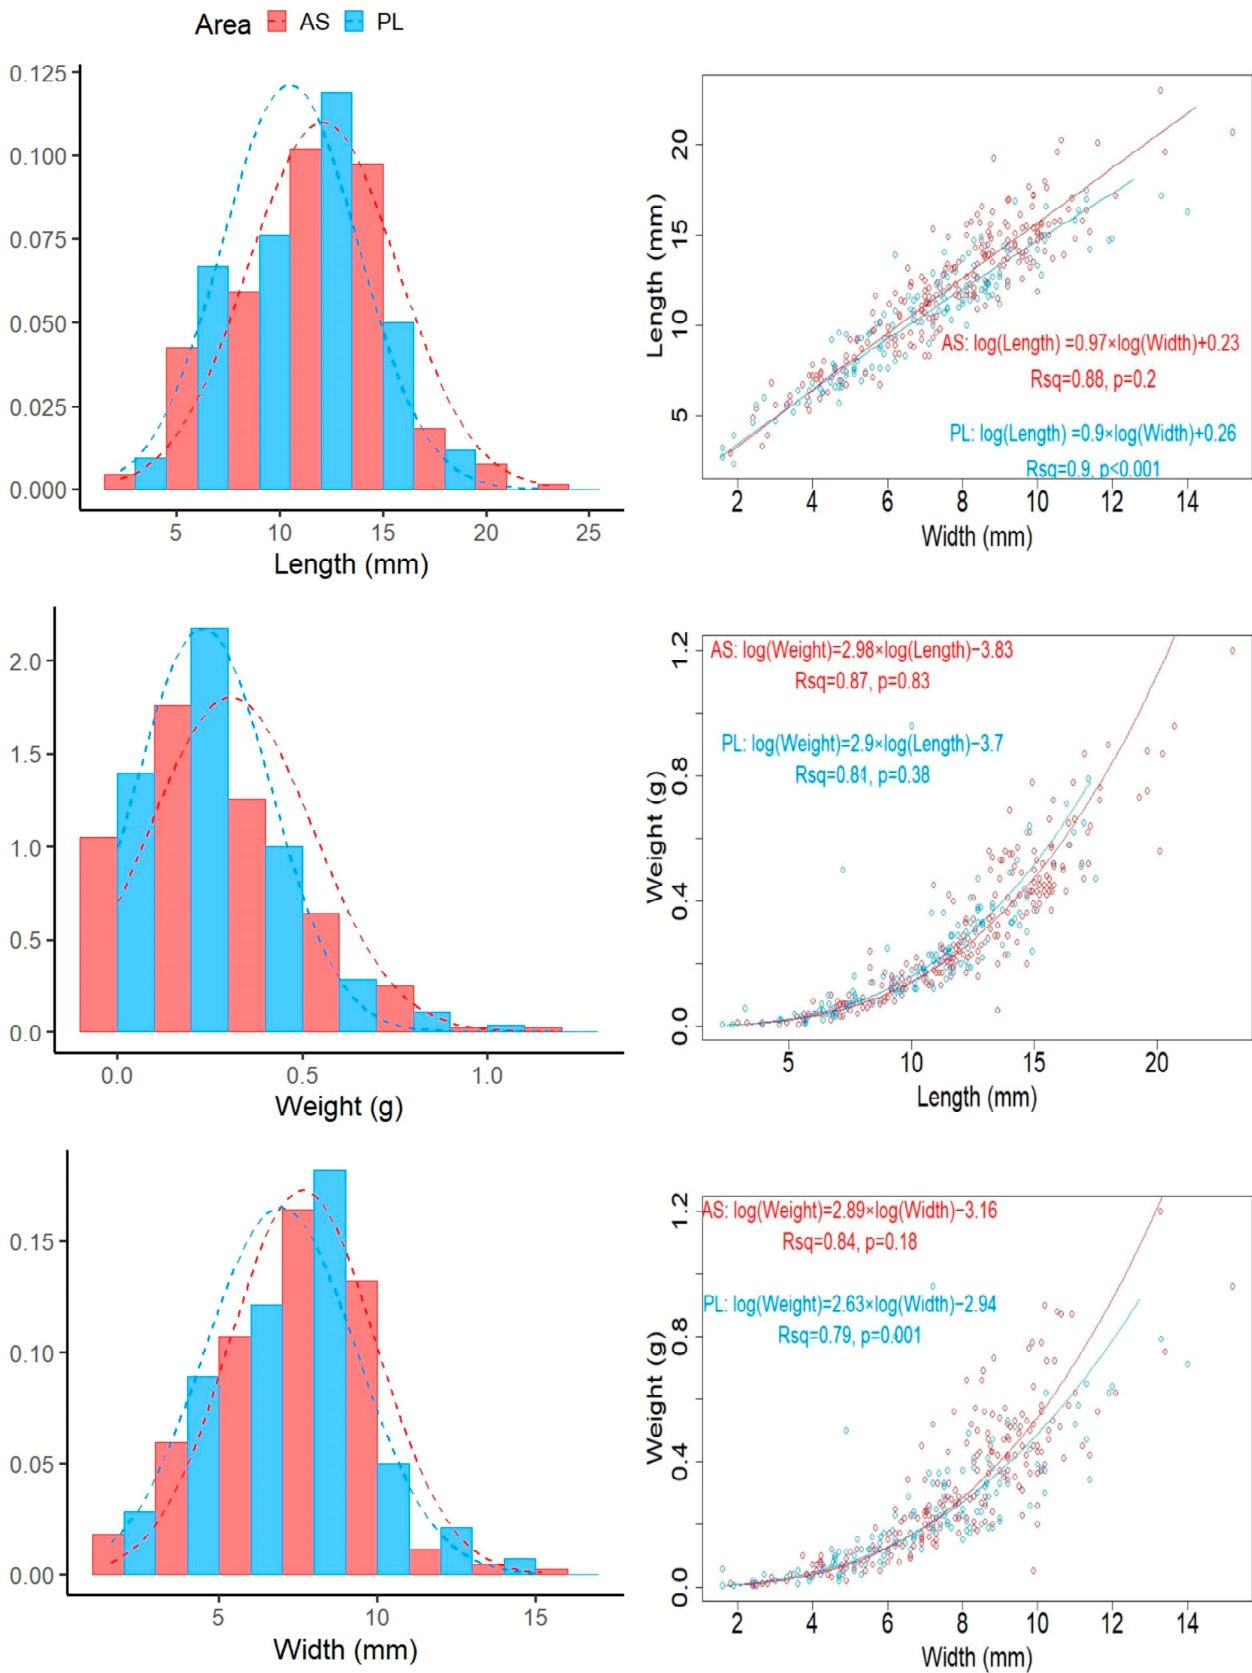 Area AS PL
0.125
0.100
0.075
0.050
0.025
0.000
5 10 15 20 25
Length (mm)
Length (mm)
20
15
10
5
AS: log(Length) =0.97×log(Width)+0.23
Rsq=0.88, p=0.2
PL: log(Length) =0.9×log(Width)+0.26
Rsq=0.9, p<0.001
2 4 6 8 10 12 14
Width (mm)
2.0
1.5
1.0
0.5
0.0
0.0 0.5 1.0
Weight (g)
Weight (g)
1.2
0.8
0.4
0.0
AS: log(Weight)=2.98×log(Length)−3.83
Rsq=0.87, p=0.83
PL: log(Weight)=2.9×log(Length)−3.7
Rsq=0.81, p=0.38
5 10 15 20
Length (mm)
0.15
0.10
0.05
0.00
5 10 15
Width (mm)
Weight (g)
1.2
0.8
0.4
0.0
AS: log(Weight)=2.89×log(Width)−3.16
Rsq=0.84, p=0.18
PL: log(Weight)=2.63×log(Width)−2.94
Rsq=0.79, p=0.001
2 4 6 8 10 12 14
Width (mm)